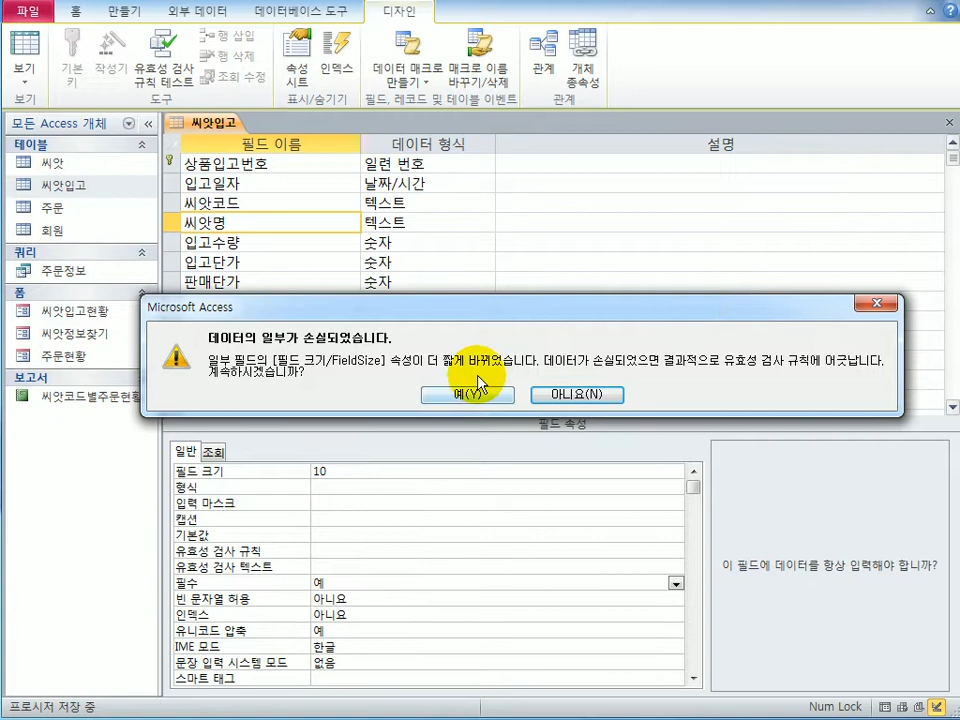 파일 홈 만들기 외부 데이터 데이터베이스 도구 디자인
보기
기본 키
작성기
유효성 검사 규칙 테스트
행 삽입
행 삭제
조회 수정
속성 시트
인덱스
데이터 매크로 만들기
매크로 이름 바꾸기/삭제
관계
개체 종속성
보기 도구 표시/숨기기 필드, 레코드 및 테이블 이벤트 관계
모든 Access 개체
테이블
씨앗
씨앗입고
주문
회원
쿼리
주문정보
폼
씨앗입고현황
씨앗정보찾기
주문현황
보고서
씨앗코드별주문현황
씨앗입고
필드 이름 데이터 형식 설명
상품입고번호 일련 번호
입고일자 날짜/시간
씨앗코드 텍스트
씨앗명 텍스트
입고수량 숫자
입고단가 숫자
판매단가 숫자
Microsoft Access
데이터의 일부가 손실되었습니다.
일부 필드의 [필드 크기/FieldSize] 속성이 더 짧게 바뀌었습니다. 데이터가 손실되었으면 결과적으로 유효성 검사 규칙에 어긋납니다.
계속하시겠습니까?
예(Y) 아니요(N)
필드 속성
일반 조회
필드 크기 10
형식
입력 마스크
캡션
기본값
유효성 검사 규칙
유효성 검사 텍스트
필수 예
빈 문자열 허용 아니요
인덱스 아니요
유니코드 압축 예
IME 모드 한글
문장 입력 시스템 모드 없음
스마트 태그
이 필드에 데이터를 항상 입력해야 합니까?
프로시저 저장 중 Num Lock